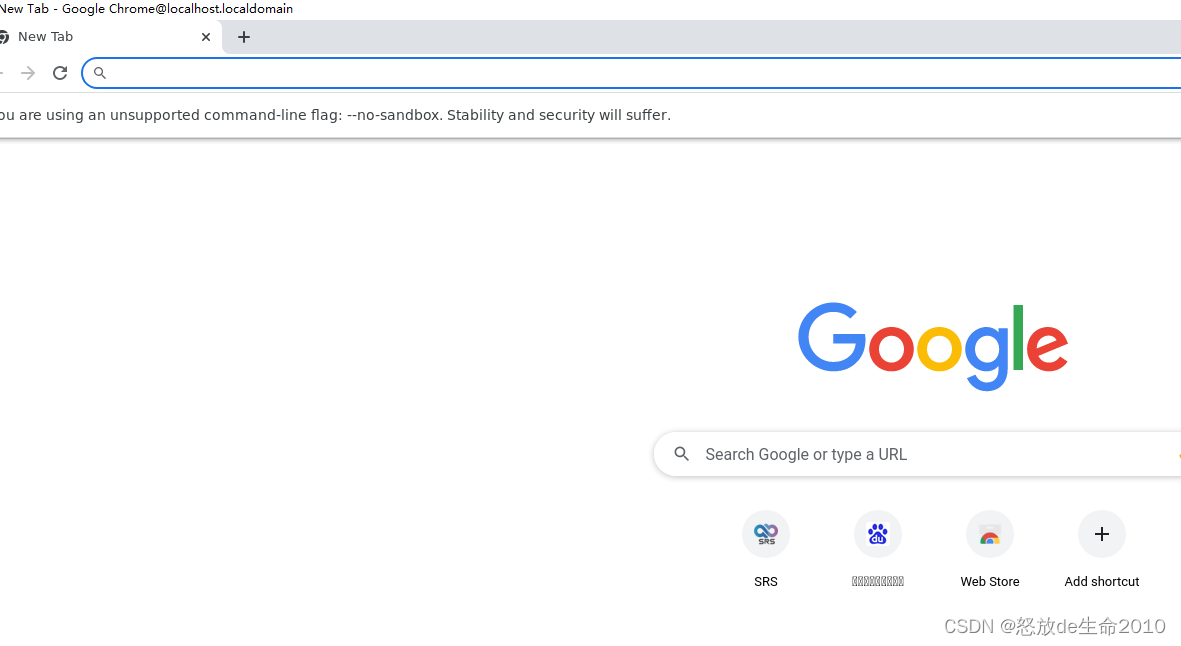 New Tab - Google Chrome@localhost.localdomain
New Tab
ou are using an unsupported command-line flag: --no-sandbox. Stability and security will suffer.
Google
Search Google or type a URL
SRS
du
SRS
Web Store
Add shortcut
CSDN @怒放de生命2010